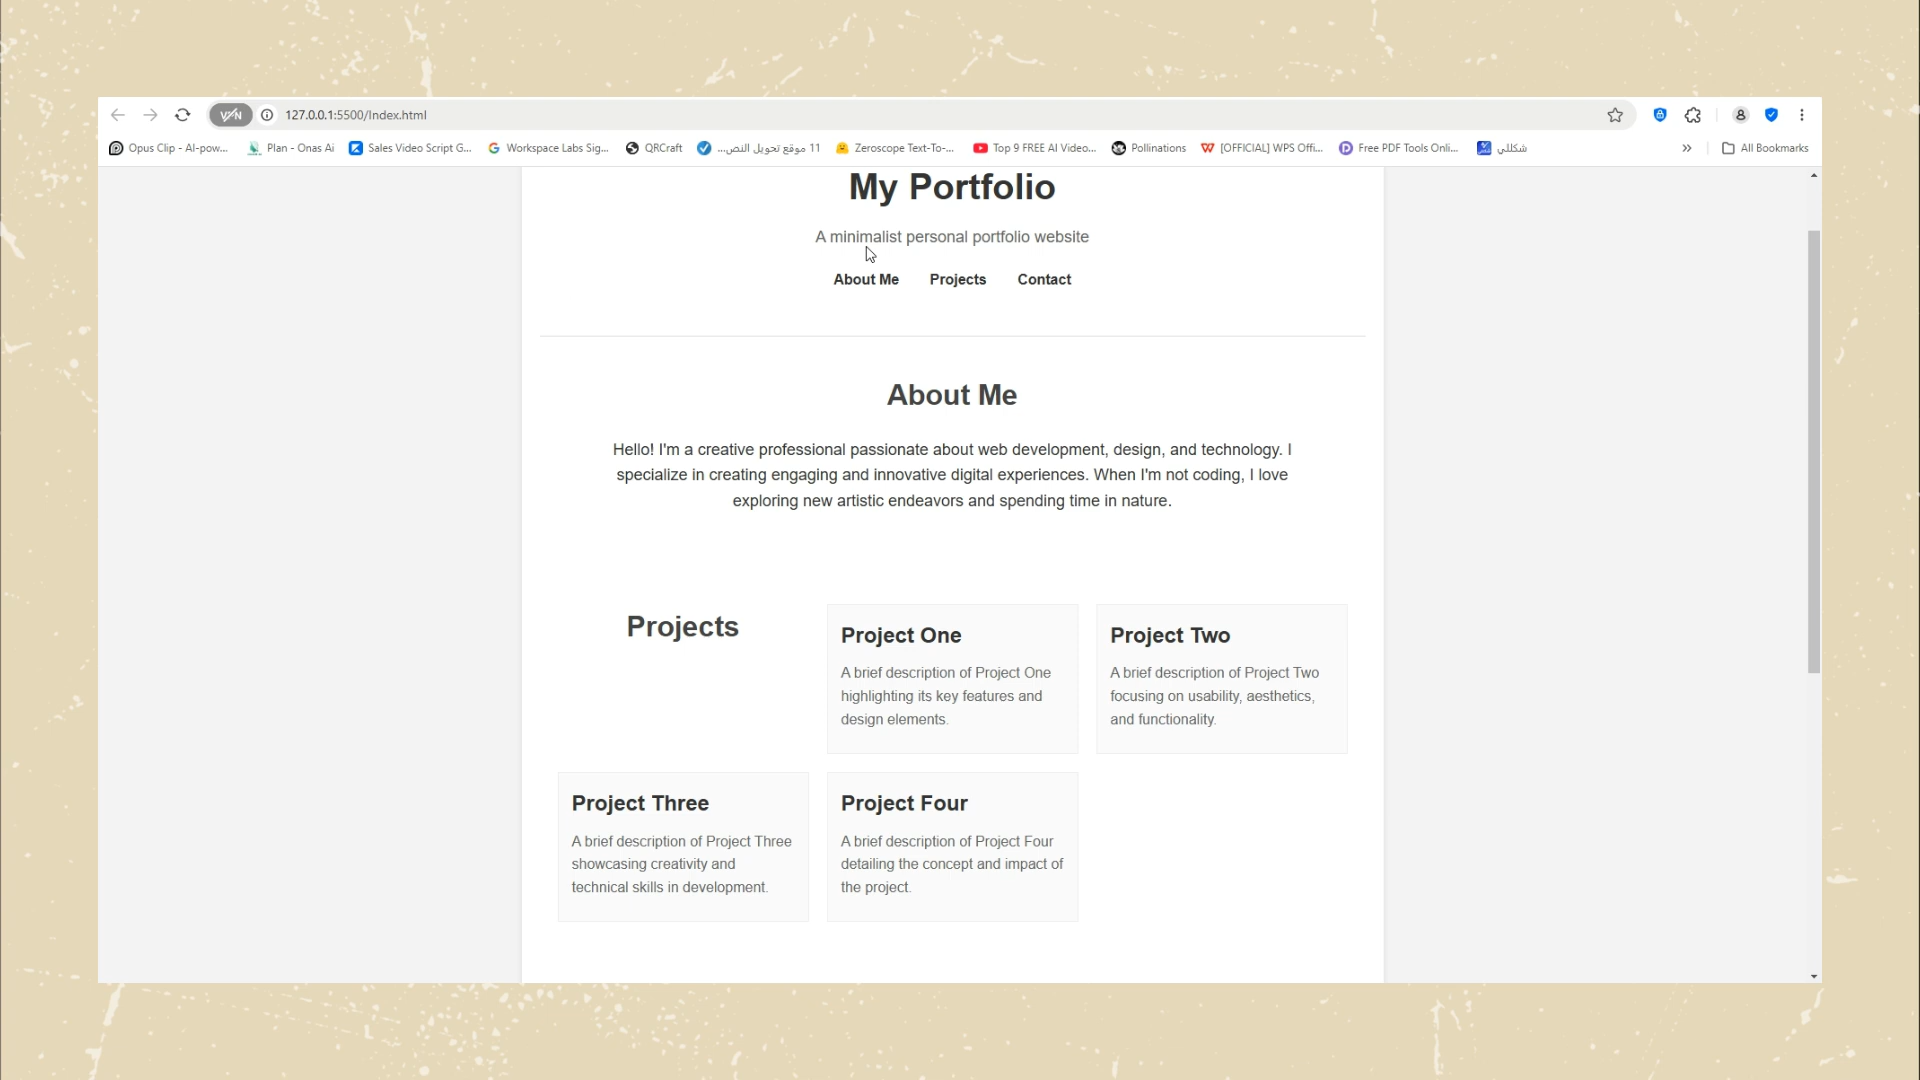 V/N
127.0.0.1:5500/Index.html
Opus Clip - AI-pow...
Plan - Onas Ai
Sales Video Script G...
Workspace Labs Sig...
QRCraft
11 موقع تحويل النص...
Zeroscope Text-To-...
Top 9 FREE AI Video...
Pollinations
[OFFICIAL] WPS Offi...
Free PDF Tools Onli...
شكللي
»
All Bookmarks
My Portfolio
A minimalist personal portfolio website
About Me
Projects
Contact
About Me
Hello! I'm a creative professional passionate about web development, design, and technology. I
specialize in creating engaging and innovative digital experiences. When I'm not coding, I love
exploring new artistic endeavors and spending time in nature.
Projects
Project One
A brief description of Project One
highlighting its key features and
design elements.
Project Two
A brief description of Project Two
focusing on usability, aesthetics,
and functionality.
Project Three
A brief description of Project Three
showcasing creativity and
technical skills in development.
Project Four
A brief description of Project Four
detailing the concept and impact of
the project.